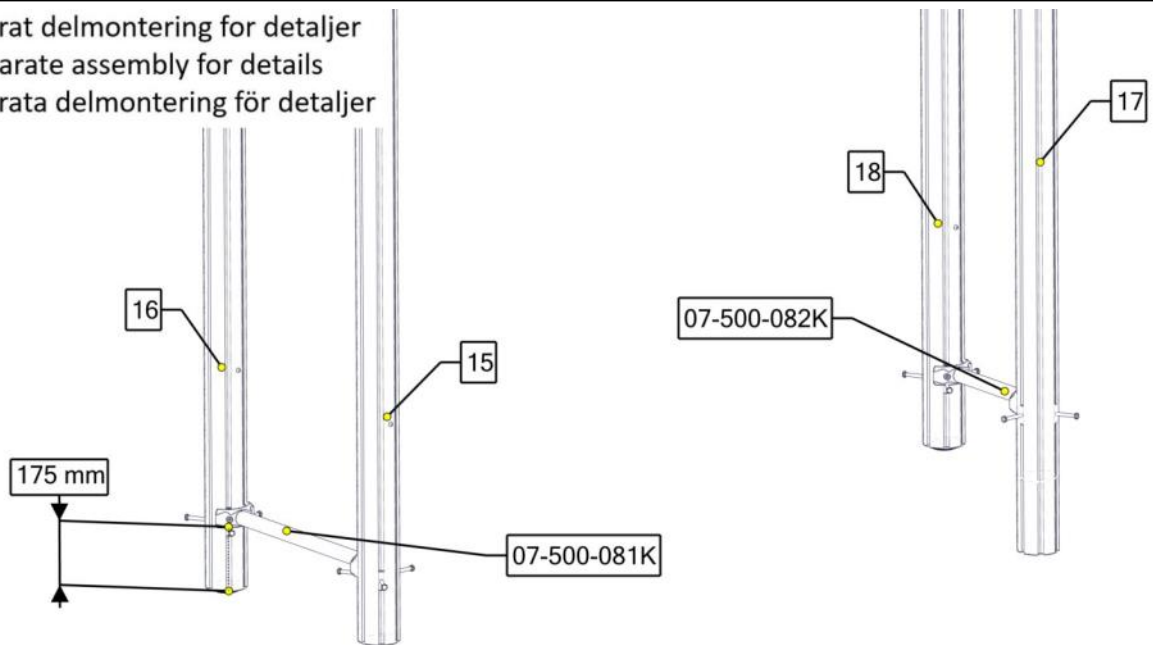 rat delmontering for detaljer
arate assembly for details
rata delmontering för detaljer
17
18
16
07-500-082K
15
175 mm
07-500-081K